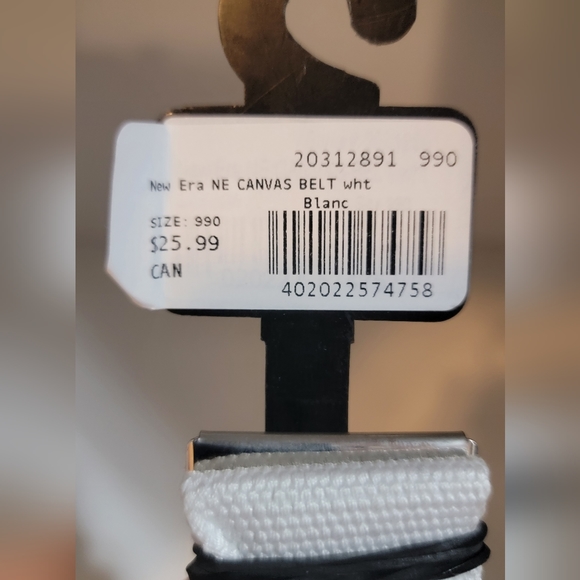 20312891 990
New Era NE CANVAS BELT wht
Blanc
SIZE: 990
$25.99
CAN
402022574758